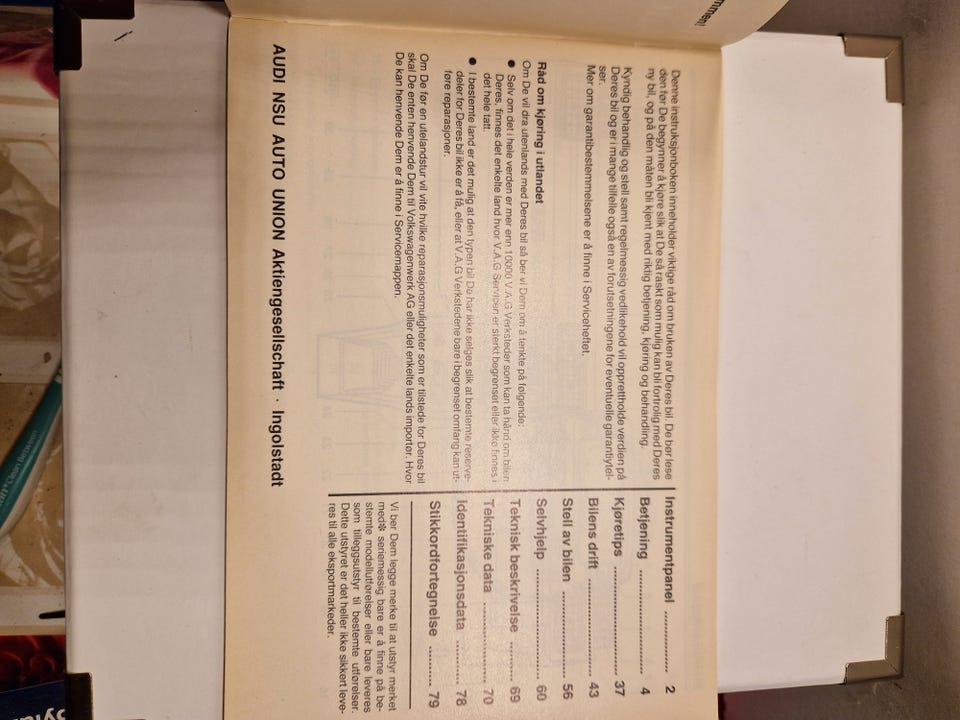 Denne instruksjonboken inneholder viktige råd om bruken av Deres bil. De bør lese
den før De begynner å kjøre slik at De så raskt som mulig kan bli fortrolig med Deres
ny bil, og på den måten bli kjent med riktig betjening, kjøring og behandling.
Kyndig behandlig og stell samt regelmessig vedlikehold vil opprettholde verdien på
Deres bil og er i mange tilfelle også en av forutsetningene for eventuelle garantiytel-
ser.
Mer om garantibestemmelsene er å finne i Serviceheftet.
Råd om kjøring i utlandet
Om De vil dra utenlands med Deres bil så ber vi Dem om å tenkte på følgende:
● Selv om det i hele verden er mer enn 10000 V.A.G Verksteder som kan ta hånd om bilen
Deres, finnes det enkelte land hvor V.A.G Servicen er sterkt begrenset eller ikke finnes i
det hele tatt.
● I bestemte land er det mulig at den typen bil De har ikke selges slik at bestemte reserve-
deler for Deres bil ikke er å få, eller at V.A.G Verkstedene bare i begrenset omfang kan ut-
føre reparasjoner.
Om De før en utelandstur vil vite hvilke reparasjonsmuligheter som er tilstede for Deres bil
skal De enten henvende Dem til Volkswagenwerk AG eller det enkelte lands importør. Hvor
De kan henvende Dem er å finne i Servicemappen.
AUDI NSU AUTO UNION Aktiengesellschaft · Ingolstadt
Instrumentpanel ............... 2
Betjening ........................ 4
Kjøretips ........................ 37
Bilens drift ..................... 43
Stell av bilen .................. 56
Selvhjelp ........................ 60
Teknisk beskrivelse .......... 69
Tekniske data .................. 70
Identifikasjonsdata .......... 78
Stikkordfortegnelse ........ 79
Vi ber Dem legge merke til at utstyr merket
med✽ seriemessig bare er å finne på be-
stemte modellutførelser eller bare leveres
som tilleggsutstyr til bestemte utførelser.
Dette utstyret er det heller ikke sikkert leve-
res til alle eksportmarkeder.